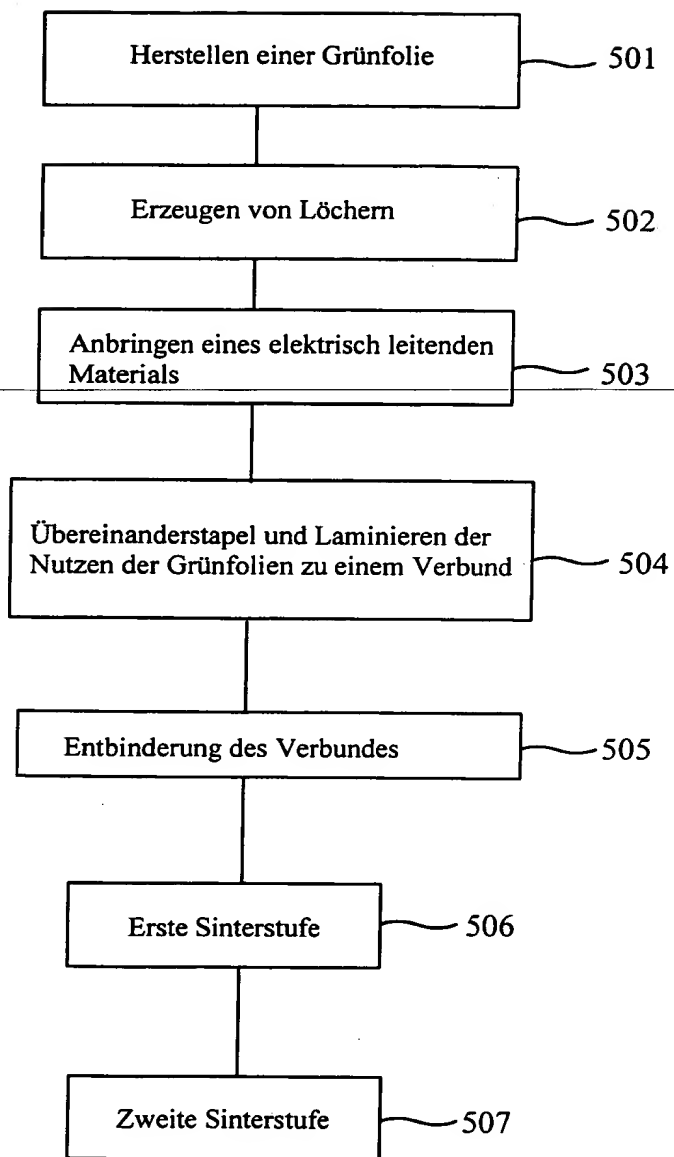 Herstellen einer Grünfolie
501
Erzeugen von Löchern
502
Anbringen eines elektrisch leitenden
Materials
503
Übereinanderstapel und Laminieren der
Nutzen der Grünfolien zu einem Verbund
504
Entbinderung des Verbundes
505
Erste Sinterstufe
506
Zweite Sinterstufe
507